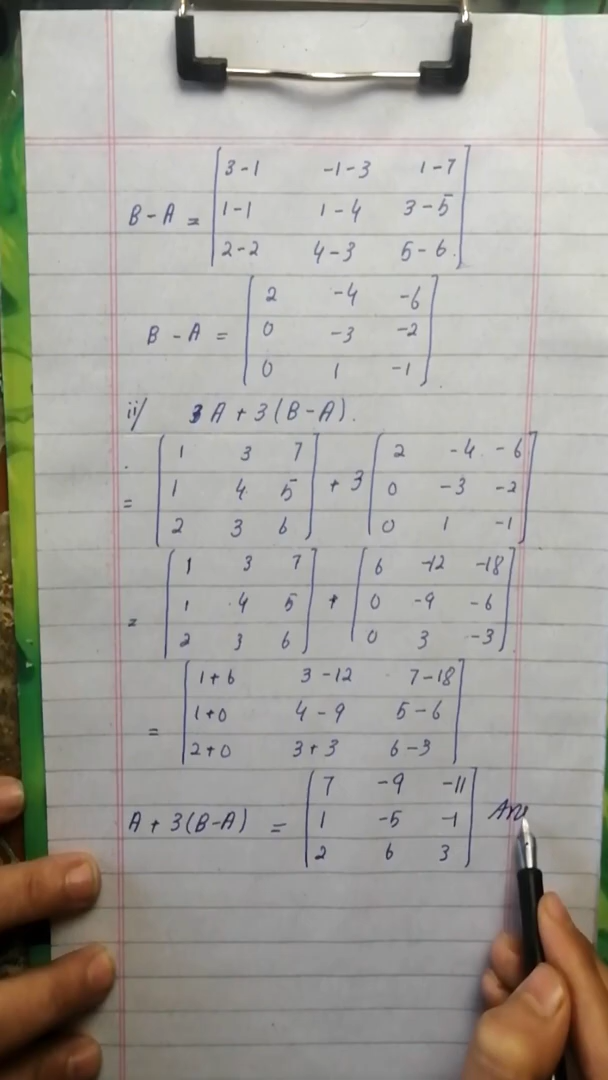 3-1 -1-3 1-7
B-A = 1-1 1-4 3-5
2-2 4-3 5-6.
2 -4 -6
B - A = 0 -3 -2
0 1 -1
ii/ 3A + 3(B-A).
1 3 7 2 -4 -6
= 1 4 5 + 3 0 -3 -2
2 3 6 0 1 -1
1 3 7 6 -12 -18
= 1 4 5 + 0 -9 -6
2 3 6 0 3 -3
1+6 3-12 7-18
= 1+0 4-9 5-6
2+0 3+3 6-3
7 -9 -11
A + 3(B-A) = 1 -5 -1 Ans
2 6 3